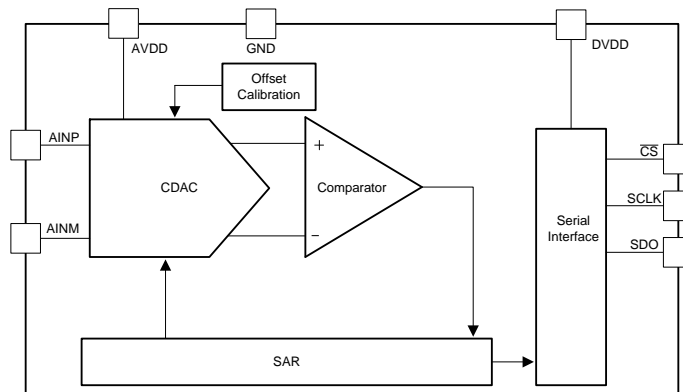 AVDD
GND
DVDD
Offset
Calibration
AINP
+
CS
CDAC
Comparator
SCLK
Serial
Interface
AINM
−
SDO
SAR